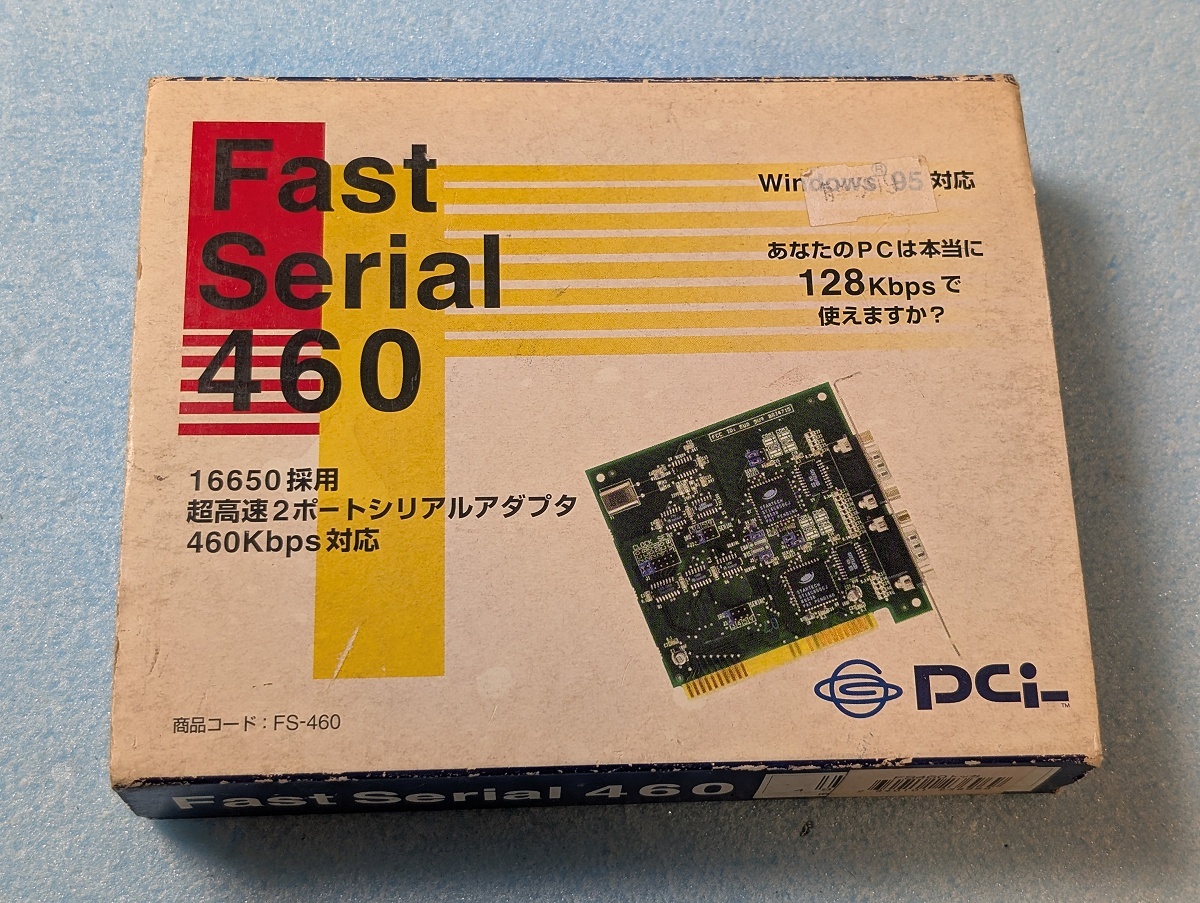 Fast
Serial
460
Windows® 95 対応
あなたのPCは本当に
128Kbpsで
使えますか?
16650採用
超高速2ポートシリアルアダプタ
460Kbps対応
PCi
TM
商品コード:FS-460
Fast Serial 460